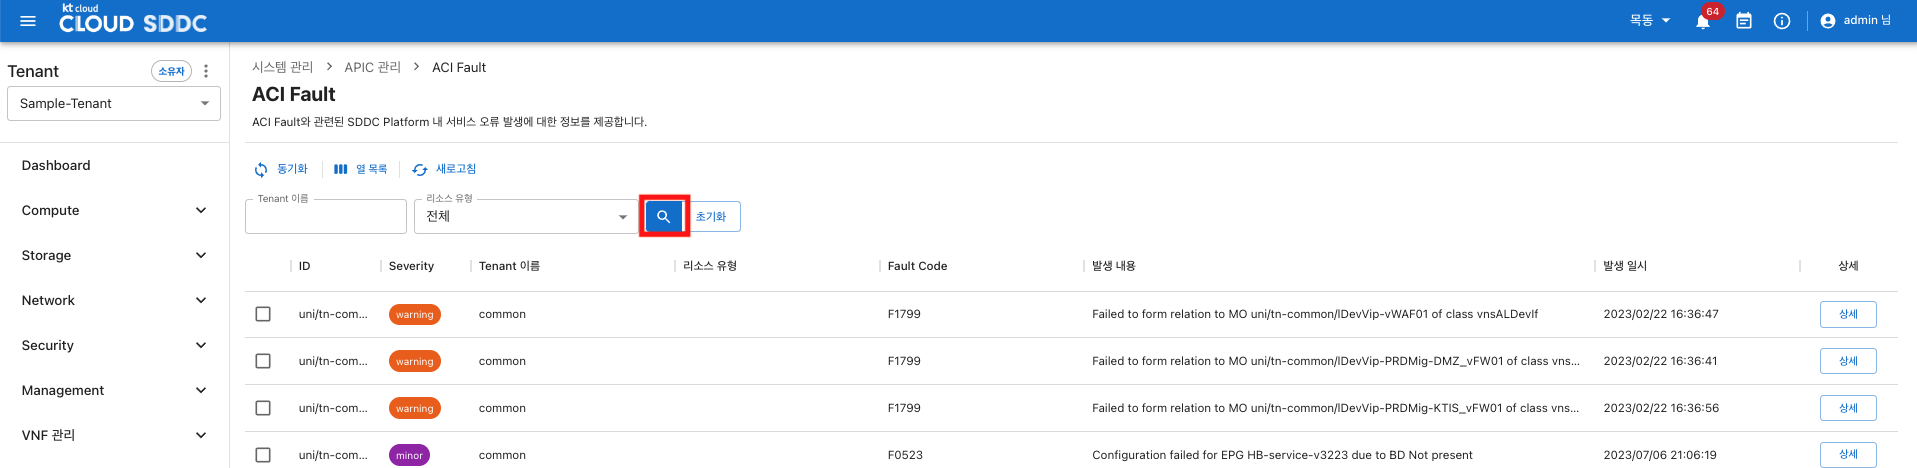 kt cloud
CLOUD SDDC
목동
64
admin 님
Tenant
소유자
Sample-Tenant
Dashboard
Compute
Storage
Network
Security
Management
VNF 관리
시스템 관리 > APIC 관리 > ACI Fault
ACI Fault
ACI Fault와 관련된 SDDC Platform 내 서비스 오류 발생에 대한 정보를 제공합니다.
동기화 열 목록 새로고침
Tenant 이름
리소스 유형
전체
초기화
ID Severity Tenant 이름 리소스 유형 Fault Code 발생 내용 발생 일시 상세
uni/tn-com... warning common F1799 Failed to form relation to MO uni/tn-common/lDevVip-vWAF01 of class vnsALDevIf 2023/02/22 16:36:47 상세
uni/tn-com... warning common F1799 Failed to form relation to MO uni/tn-common/lDevVip-PRDMig-DMZ_vFW01 of class vns... 2023/02/22 16:36:41 상세
uni/tn-com... warning common F1799 Failed to form relation to MO uni/tn-common/lDevVip-PRDMig-KTIS_vFW01 of class vns... 2023/02/22 16:36:56 상세
uni/tn-com... minor common F0523 Configuration failed for EPG HB-service-v3223 due to BD Not present 2023/07/06 21:06:19 상세